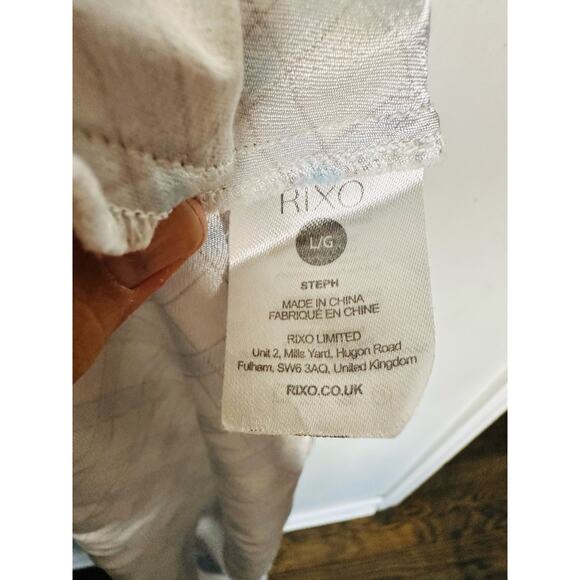 RIXO
L/G
STEPH
MADE IN CHINA
FABRIQUÉ EN CHINE
RIXO LIMITED
Unit 2, Mills Yard, Hugon Road
Fulham, SW6 3AQ, United Kingdom
RIXO.CO.UK